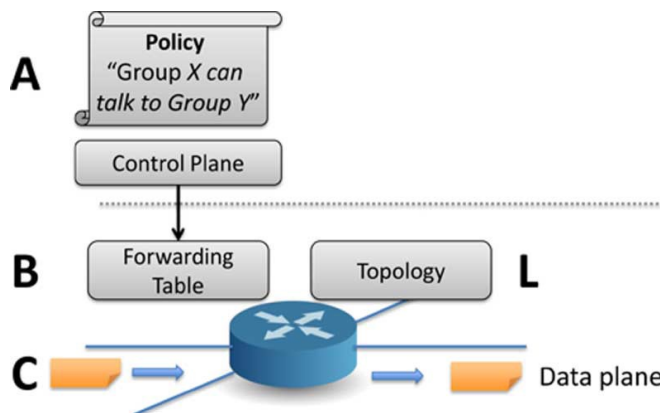 A
Policy
“Group X can
talk to Group Y”
Control Plane
B
Forwarding
Table
Topology
L
C
Data plane